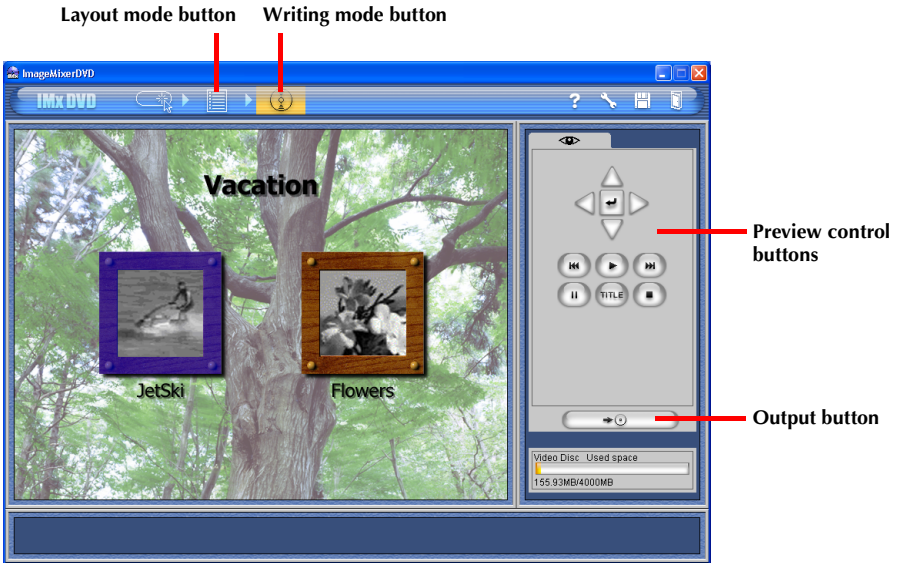 Layout mode button Writing mode button
ImageMixerDVD
IMx DVD
?
Vacation
JetSki
Flowers
TITLE
Preview control
buttons
Output button
Video Disc Used space
155.93MB/4000MB